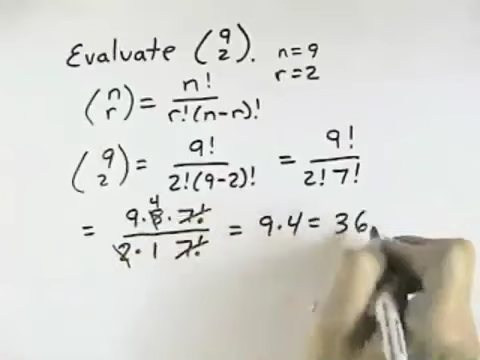 Evaluate (9 2). n=9
r=2
(n r) = n! / r!(n-r)!
(9 2) = 9! / 2!(9-2)! = 9! / 2! 7!
= 9·8·7! / 2·1 7! = 9·4 = 36
4